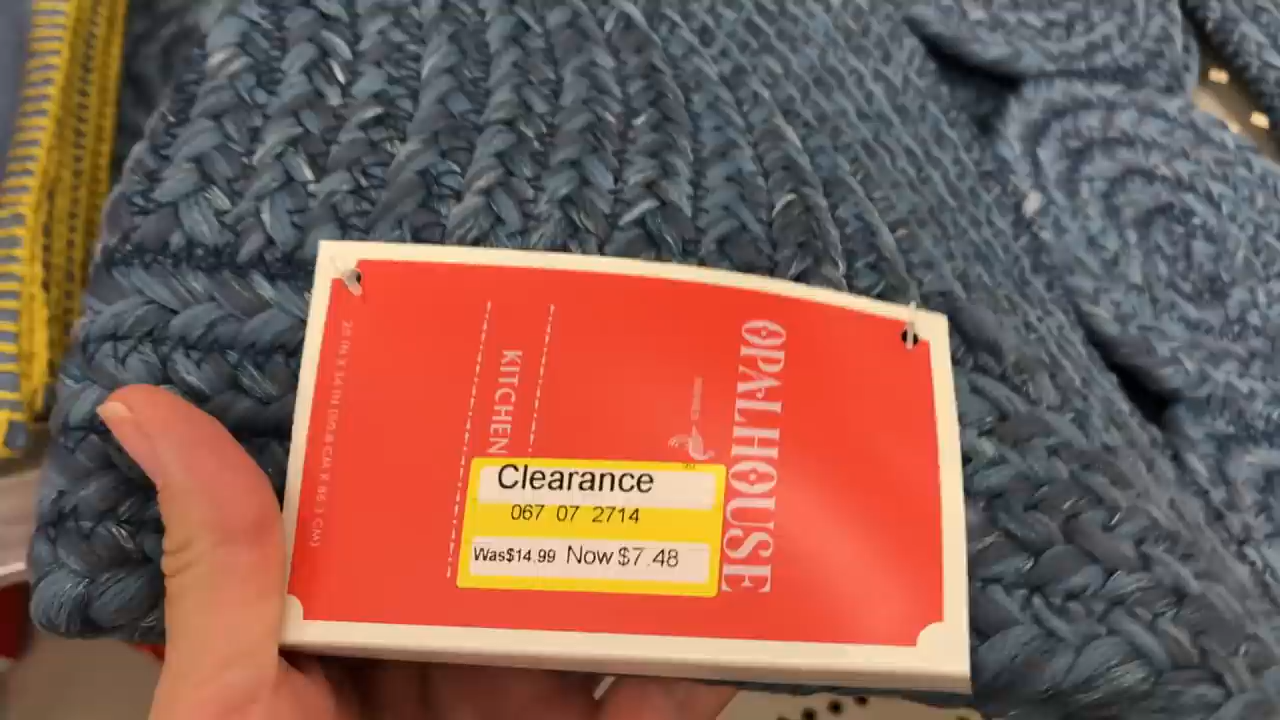 OPALHOUSE
KITCHEN
Clearance
067 07 2714
Was$14.99 Now $7.48